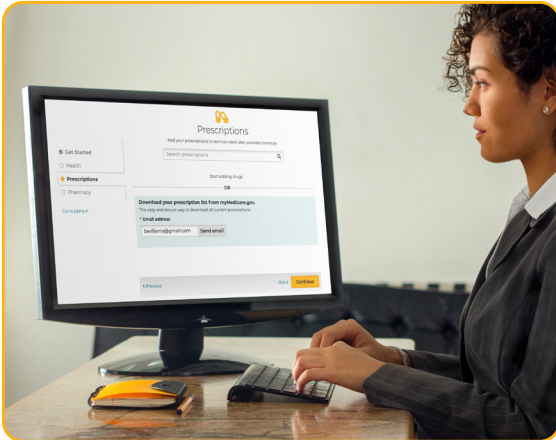 Prescriptions
Add your prescriptions to see how each plan provides coverage.
Get Started
Health
Prescriptions
Pharmacy
Go to plans
Search prescriptions
Start adding drugs
OR
Download your prescription list from myMedicare.gov.
The easy and secure way to download all current prescriptions.
* Email address
bwilliams@gmail.com Send email
Previous
Skip
Continue